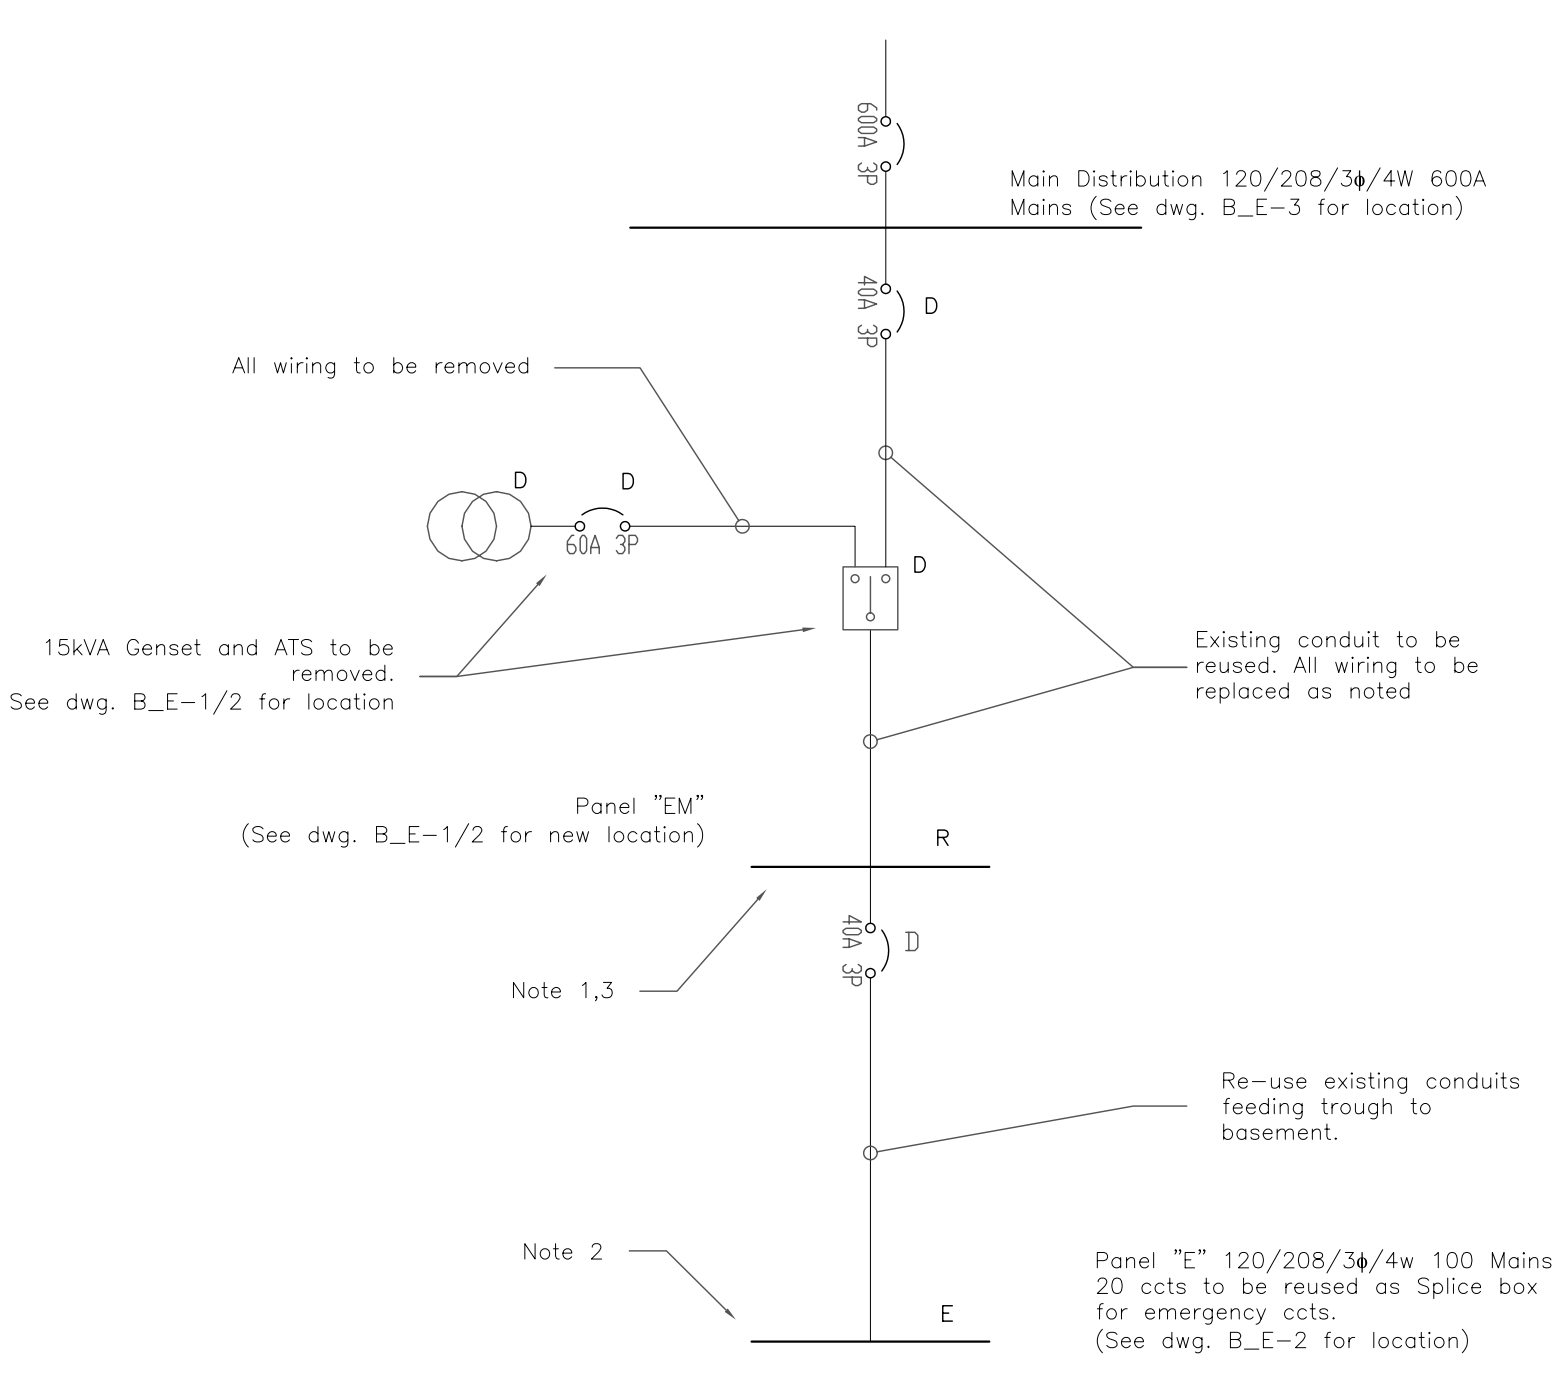 600A 3P
Main Distribution 120/208/3ϕ/4W 600A
Mains (See dwg. B_E-3 for location)
40A 3P
D
All wiring to be removed
D
D
60A 3P
D
15kVA Genset and ATS to be
removed.
See dwg. B_E-1/2 for location
Existing conduit to be
reused. All wiring to be
replaced as noted
Panel "EM"
(See dwg. B_E-1/2 for new location)
R
40A 3P
D
Note 1,3
Re-use existing conduits
feeding trough to
basement.
Note 2
Panel "E" 120/208/3ϕ/4w 100 Mains
20 ccts to be reused as Splice box
for emergency ccts.
(See dwg. B_E-2 for location)
E